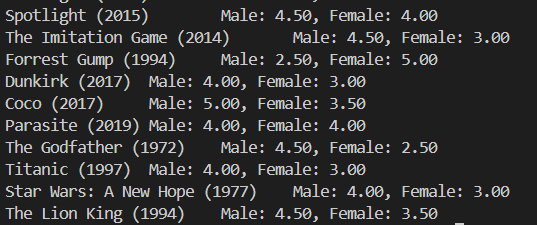 Spotlight (2015) Male: 4.50, Female: 4.00
The Imitation Game (2014) Male: 4.50, Female: 3.00
Forrest Gump (1994) Male: 2.50, Female: 5.00
Dunkirk (2017) Male: 4.00, Female: 3.00
Coco (2017) Male: 5.00, Female: 3.50
Parasite (2019) Male: 4.00, Female: 4.00
The Godfather (1972) Male: 4.50, Female: 2.50
Titanic (1997) Male: 4.00, Female: 3.00
Star Wars: A New Hope (1977) Male: 4.00, Female: 3.00
The Lion King (1994) Male: 4.50, Female: 3.50